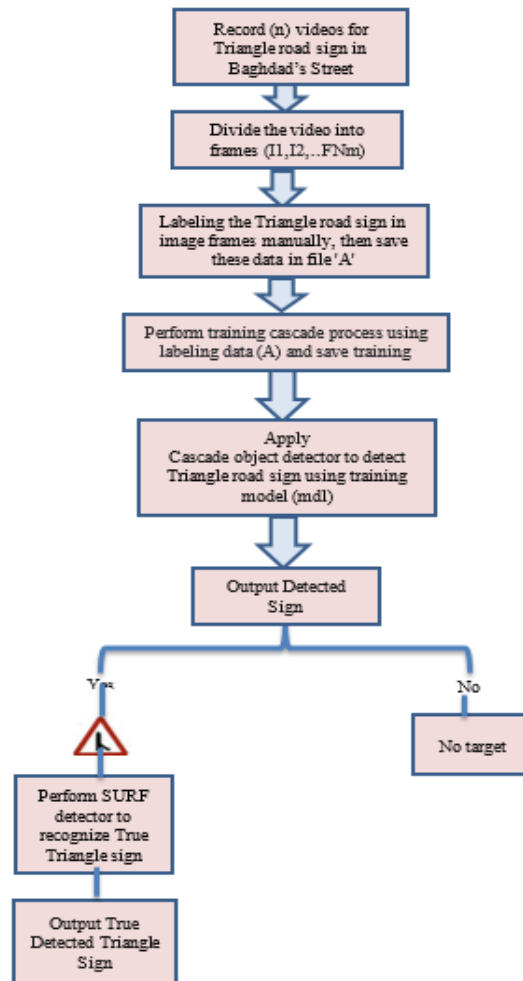 Record (n) videos for
Triangle road sign in
Baghdad's Street
Divide the video into
frames (I1,I2,..FNm)
Labeling the Triangle road sign in
image frames manually, then save
these data in file 'A'
Perform training cascade process using
labeling data (A) and save training
Apply
Cascade object detector to detect
Triangle road sign using training
model (mdl)
Output Detected
Sign
Yes
No
No target
Perform SURF
detector to
recognize True
Triangle sign
Output True
Detected Triangle
Sign